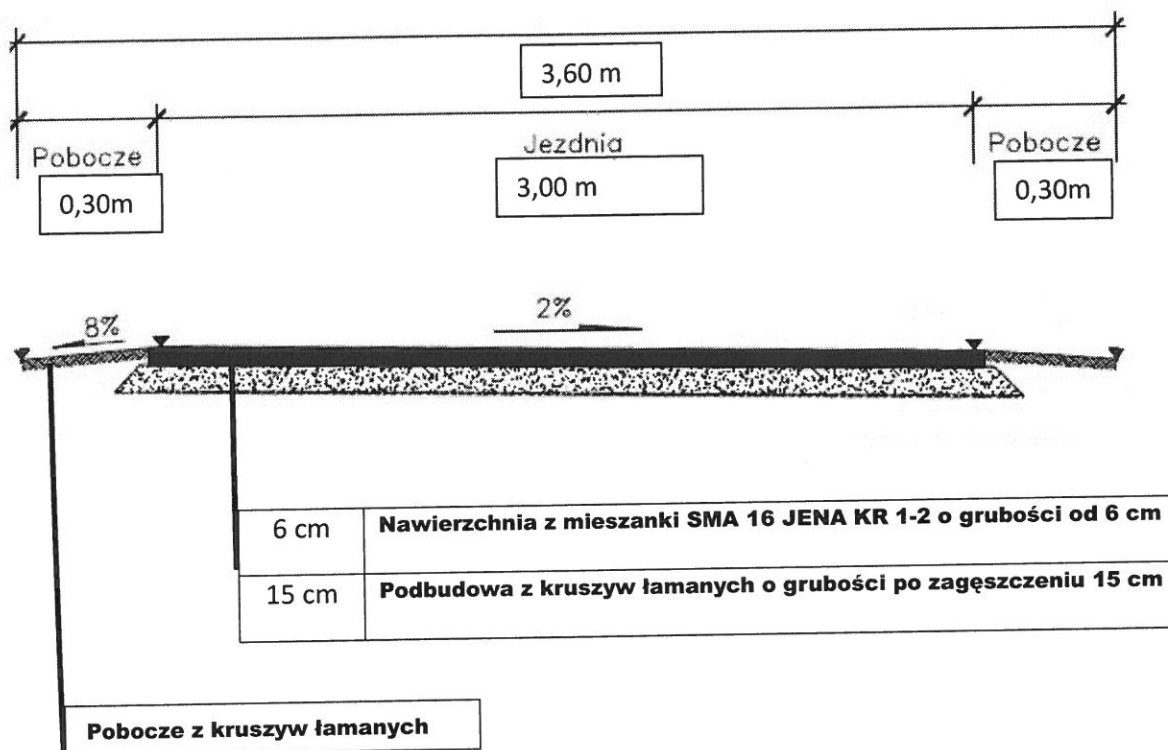 3,60 m
Pobocze
Jezdnia
Pobocze
0,30m
3,00 m
0,30m
8%
2%
6 cm
Nawierzchnia z mieszanki SMA 16 JENA KR 1-2 o grubości od 6 cm
15 cm
Podbudowa z kruszyw łamanych o grubości po zagęszczeniu 15 cm
Pobocze z kruszyw łamanych